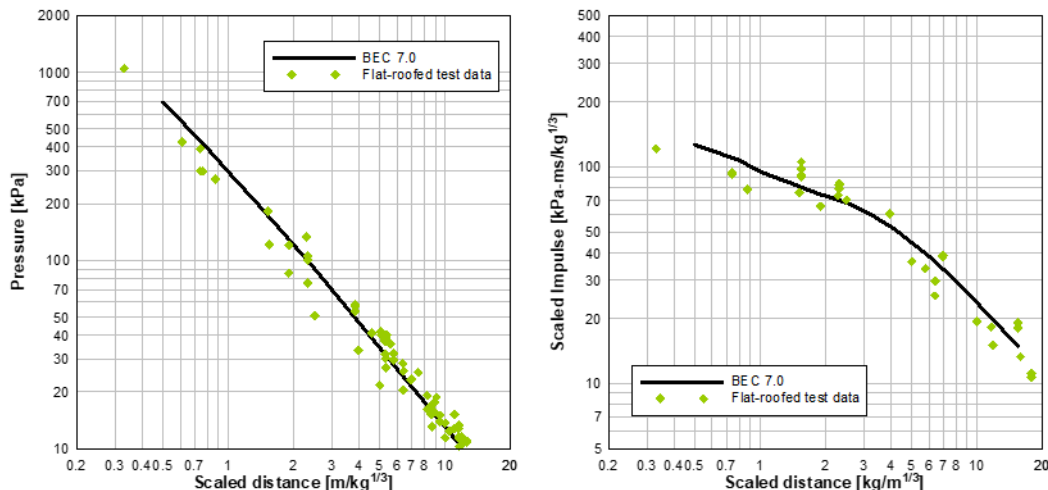 2000
1000
700
500
400
300
200
100
70
50
40
30
20
10
0.2 0.3 0.4 0.5 0.7 1 2 3 4 5 6 7 8 10 20
Pressure [kPa]
Scaled distance [m/kg^1/3]
BEC 7.0
Flat-roofed test data
500
400
300
200
100
70
50
40
30
20
10
7
5
0.2 0.3 0.4 0.5 0.7 1 2 3 4 5 6 7 8 10 20
Scaled Impulse [kPa-ms/kg^1/3]
Scaled distance [kg/m^1/3]
BEC 7.0
Flat-roofed test data